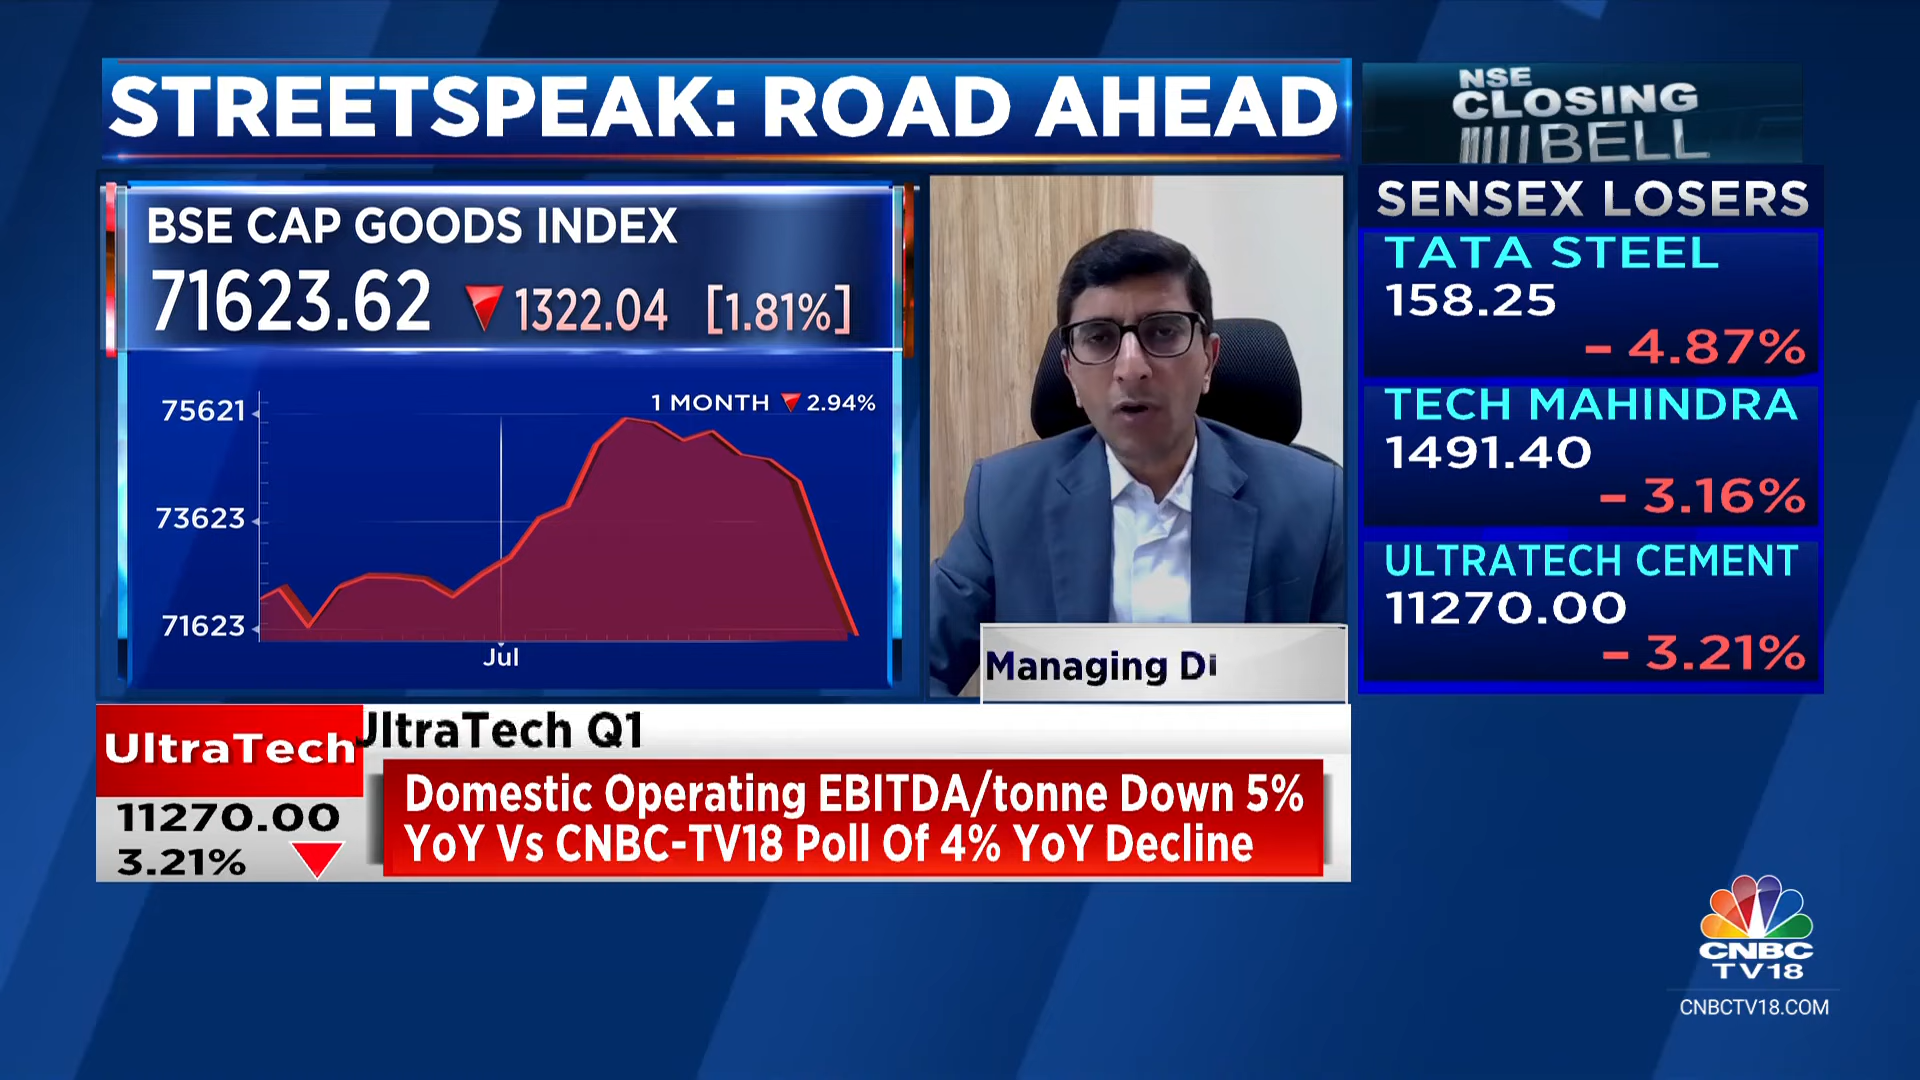 STREETSPEAK: ROAD AHEAD
NSE
CLOSING
BELL
BSE CAP GOODS INDEX
71623.62 ▼ 1322.04 [1.81%]
1 MONTH ▼ 2.94%
75621
73623
71623
Jul
Managing Di
SENSEX LOSERS
TATA STEEL
158.25
- 4.87%
TECH MAHINDRA
1491.40
- 3.16%
ULTRATECH CEMENT
11270.00
- 3.21%
UltraTech
11270.00
3.21% ▼
UltraTech Q1
Domestic Operating EBITDA/tonne Down 5%
YoY Vs CNBC-TV18 Poll Of 4% YoY Decline
CNBC
TV18
CNBCTV18.COM